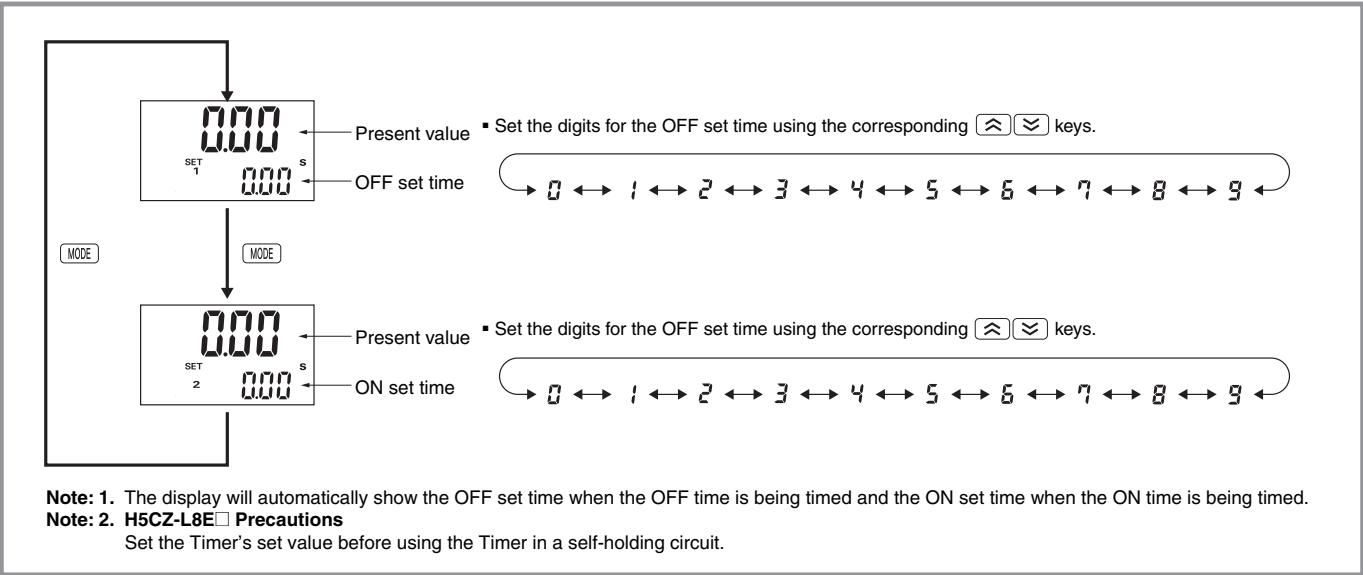 0.00
Present value
SET
1
s
0.00
OFF set time
▪ Set the digits for the OFF set time using the corresponding keys.
0 1 2 3 4 5 6 7 8 9
MODE
MODE
0.00
Present value
SET
2
s
0.00
ON set time
▪ Set the digits for the OFF set time using the corresponding keys.
0 1 2 3 4 5 6 7 8 9
Note: 1. The display will automatically show the OFF set time when the OFF time is being timed and the ON set time when the ON time is being timed.
Note: 2. H5CZ-L8E□ Precautions
Set the Timer's set value before using the Timer in a self-holding circuit.